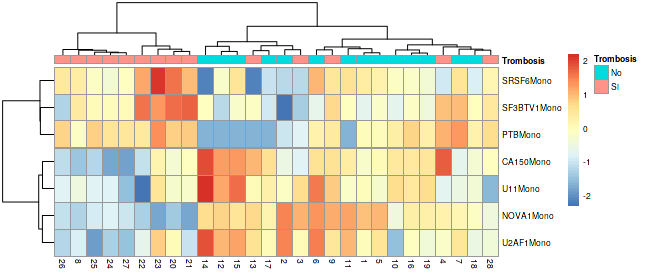 Trombosis
SRSF6Mono
SF3BTV1Mono
PTBMono
CA150Mono
U11Mono
NOVA1Mono
U2AF1Mono
26 8 25 24 27 22 23 20 21 14 12 15 13 17 2 3 6 9 11 1 5 10 16 19 4 7 18 28
2
1
0
-1
-2
Trombosis
No
SI